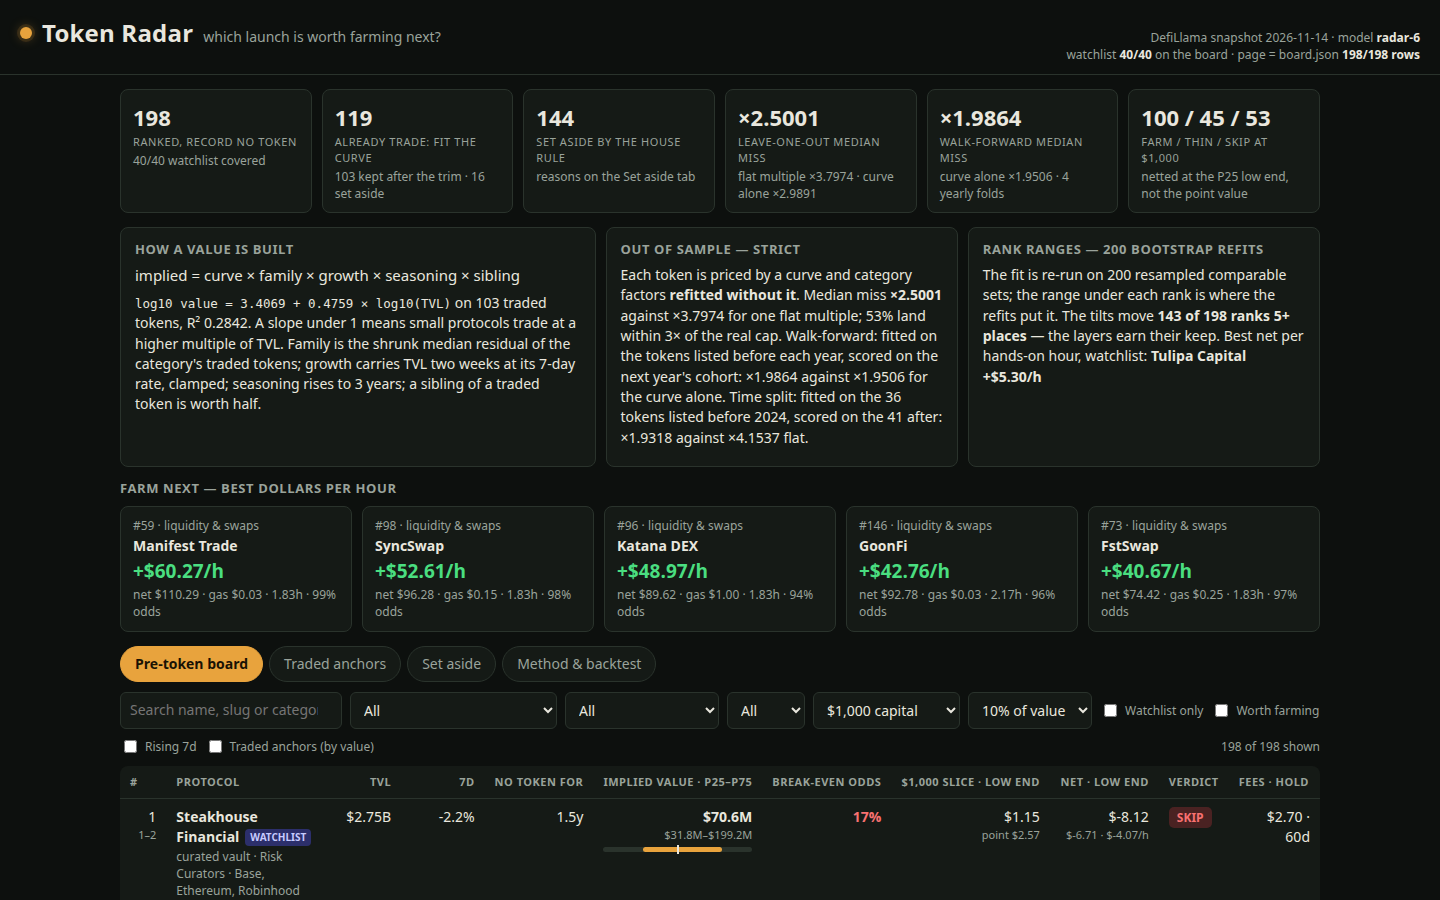 Token Radar which launch is worth farming next?
DefiLlama snapshot 2026-11-14 · model radar-6
watchlist 40/40 on the board · page = board.json 198/198 rows
198
RANKED, RECORD NO TOKEN
40/40 watchlist covered
119
ALREADY TRADE: FIT THE
CURVE
103 kept after the trim · 16
set aside
144
SET ASIDE BY THE HOUSE
RULE
reasons on the Set aside tab
×2.5001
LEAVE-ONE-OUT MEDIAN
MISS
flat multiple ×3.7974 · curve
alone ×2.9891
×1.9864
WALK-FORWARD MEDIAN
MISS
curve alone ×1.9506 · 4
yearly folds
100 / 45 / 53
FARM / THIN / SKIP AT
$1,000
netted at the P25 low end,
not the point value
HOW A VALUE IS BUILT
implied = curve × family × growth × seasoning × sibling
log10 value = 3.4069 + 0.4759 × log10(TVL) on 103 traded
tokens, R² 0.2842. A slope under 1 means small protocols trade at a
higher multiple of TVL. Family is the shrunk median residual of the
category's traded tokens; growth carries TVL two weeks at its 7-day
rate, clamped; seasoning rises to 3 years; a sibling of a traded
token is worth half.
OUT OF SAMPLE — STRICT
Each token is priced by a curve and category
factors refitted without it. Median miss ×2.5001
against ×3.7974 for one flat multiple; 53% land
within 3× of the real cap. Walk-forward: fitted on
the tokens listed before each year, scored on the
next year's cohort: ×1.9864 against ×1.9506 for
the curve alone. Time split: fitted on the 36
tokens listed before 2024, scored on the 41 after:
×1.9318 against ×4.1537 flat.
RANK RANGES — 200 BOOTSTRAP REFITS
The fit is re-run on 200 resampled comparable
sets; the range under each rank is where the
refits put it. The tilts move 143 of 198 ranks 5+
places — the layers earn their keep. Best net per
hands-on hour, watchlist: Tulipa Capital
+$5.30/h
FARM NEXT — BEST DOLLARS PER HOUR
#59 · liquidity & swaps
Manifest Trade
+$60.27/h
net $110.29 · gas $0.03 · 1.83h · 99%
odds
#98 · liquidity & swaps
SyncSwap
+$52.61/h
net $96.28 · gas $0.15 · 1.83h · 98%
odds
#96 · liquidity & swaps
Katana DEX
+$48.97/h
net $89.62 · gas $1.00 · 1.83h · 94%
odds
#146 · liquidity & swaps
GoonFi
+$42.76/h
net $92.78 · gas $0.03 · 2.17h · 96%
odds
#73 · liquidity & swaps
FstSwap
+$40.67/h
net $74.42 · gas $0.25 · 1.83h · 97%
odds
Pre-token board Traded anchors Set aside Method & backtest
Search name, slug or catego All All All $1,000 capital 10% of value Watchlist only Worth farming
Rising 7d Traded anchors (by value) 198 of 198 shown
# PROTOCOL TVL 7D NO TOKEN FOR IMPLIED VALUE · P25–P75 BREAK-EVEN ODDS $1,000 SLICE · LOW END NET · LOW END VERDICT FEES · HOLD
1 Steakhouse $2.75B -2.2% 1.5y $70.6M 17% $1.15 $-8.12 SKIP $2.70 ·
1–2 Financial WATCHLIST $31.8M–$199.2M point $2.57 $-6.71 · $-4.07/h 60d
curated vault · Risk
Curators · Base,
Ethereum, Robinhood